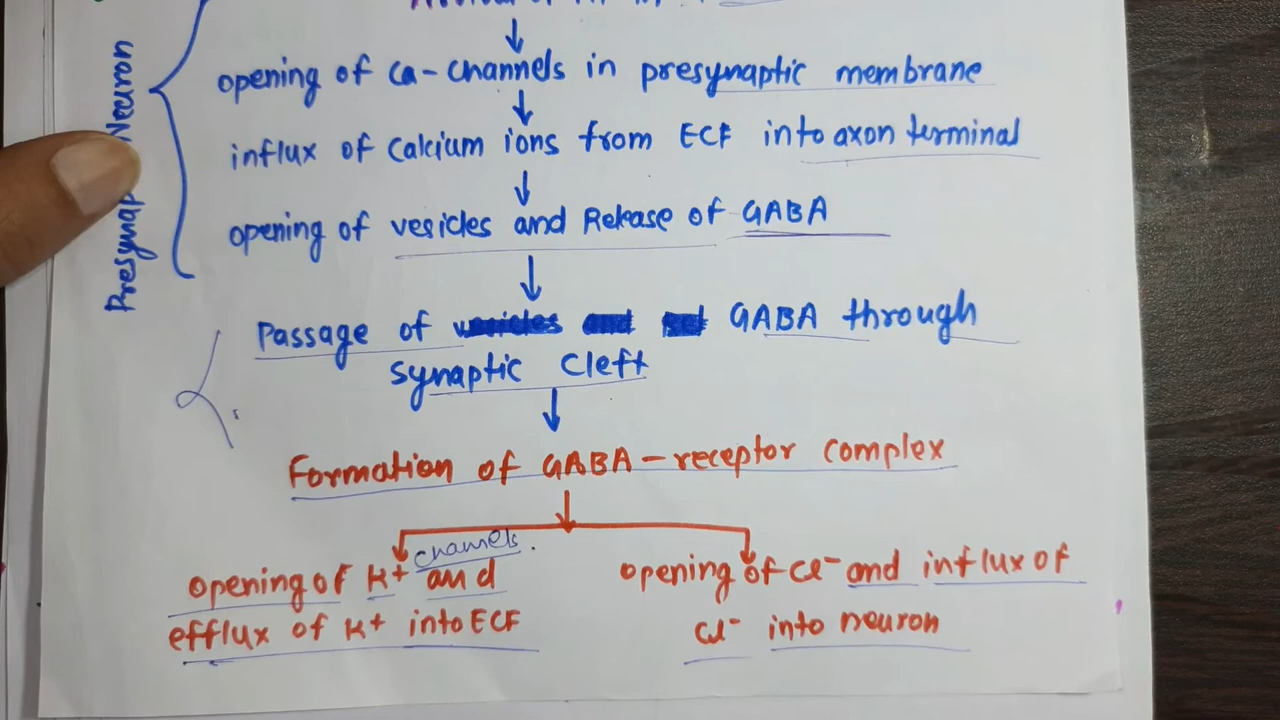 opening of Ca-channels in presynaptic membrane
influx of calcium ions from ECF into axon terminal
opening of vesicles and Release of GABA
Passage of GABA through
synaptic Cleft
Formation of GABA-receptor complex
channels.
opening of K+ and
efflux of K+ into ECF
opening of Cl- and influx of
Cl- into neuron
Neuron